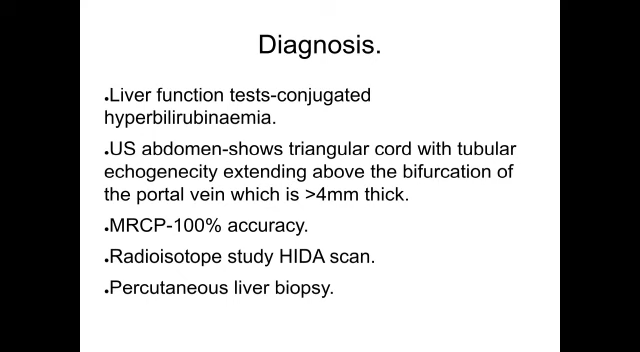 Diagnosis.
•Liver function tests-conjugated
hyperbilirubinaemia.
•US abdomen-shows triangular cord with tubular
echogenecity extending above the bifurcation of
the portal vein which is >4mm thick.
•MRCP-100% accuracy.
•Radioisotope study HIDA scan.
•Percutaneous liver biopsy.